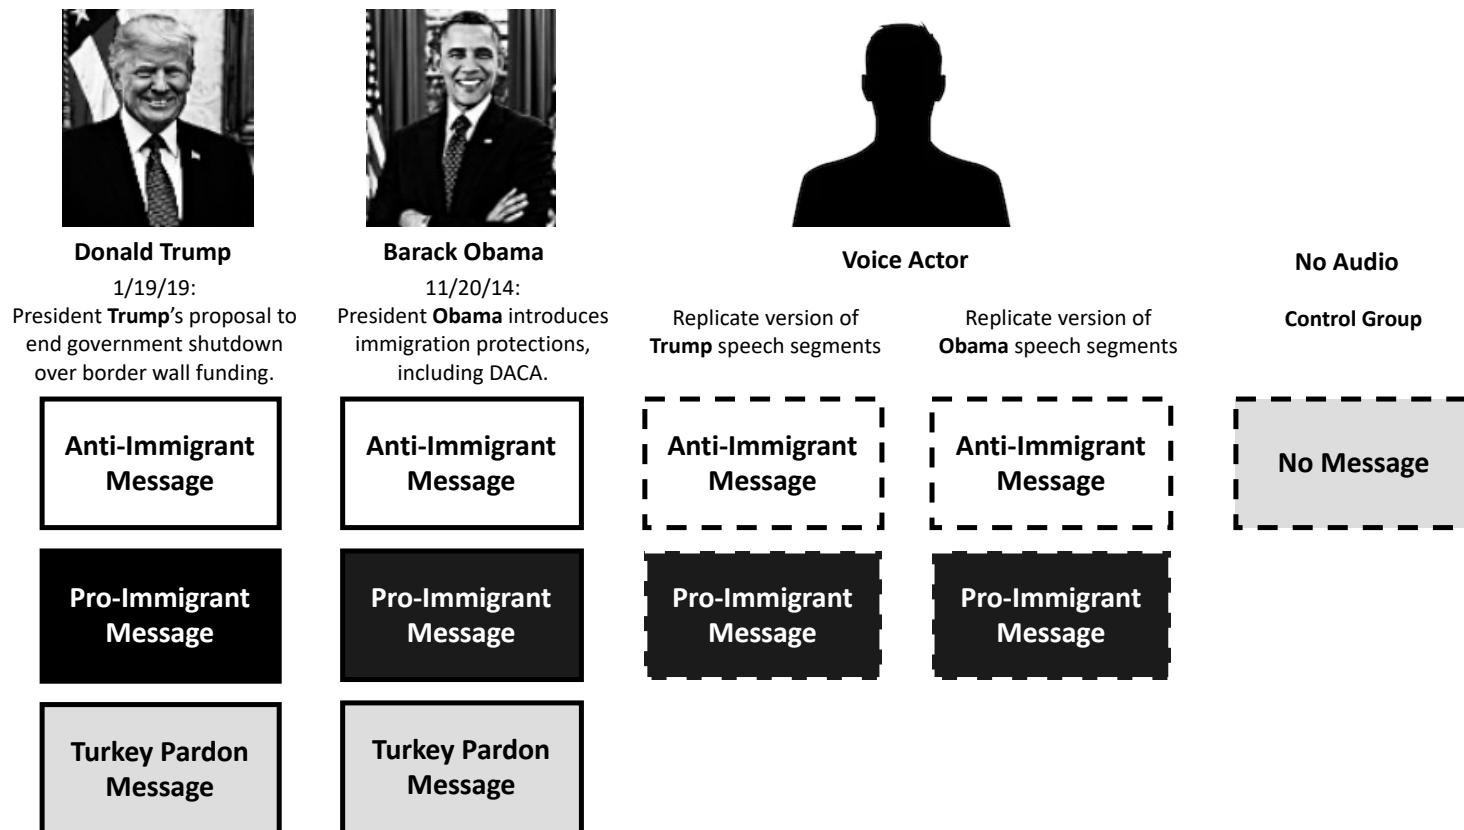 Donald Trump
1/19/19:
President Trump's proposal to
end government shutdown
over border wall funding.
Anti-Immigrant
Message
Pro-Immigrant
Message
Turkey Pardon
Message
Barack Obama
11/20/14:
President Obama introduces
immigration protections,
including DACA.
Anti-Immigrant
Message
Pro-Immigrant
Message
Turkey Pardon
Message
Voice Actor
Replicate version of
Trump speech segments
Anti-Immigrant
Message
Pro-Immigrant
Message
Replicate version of
Obama speech segments
Anti-Immigrant
Message
Pro-Immigrant
Message
No Audio
Control Group
No Message